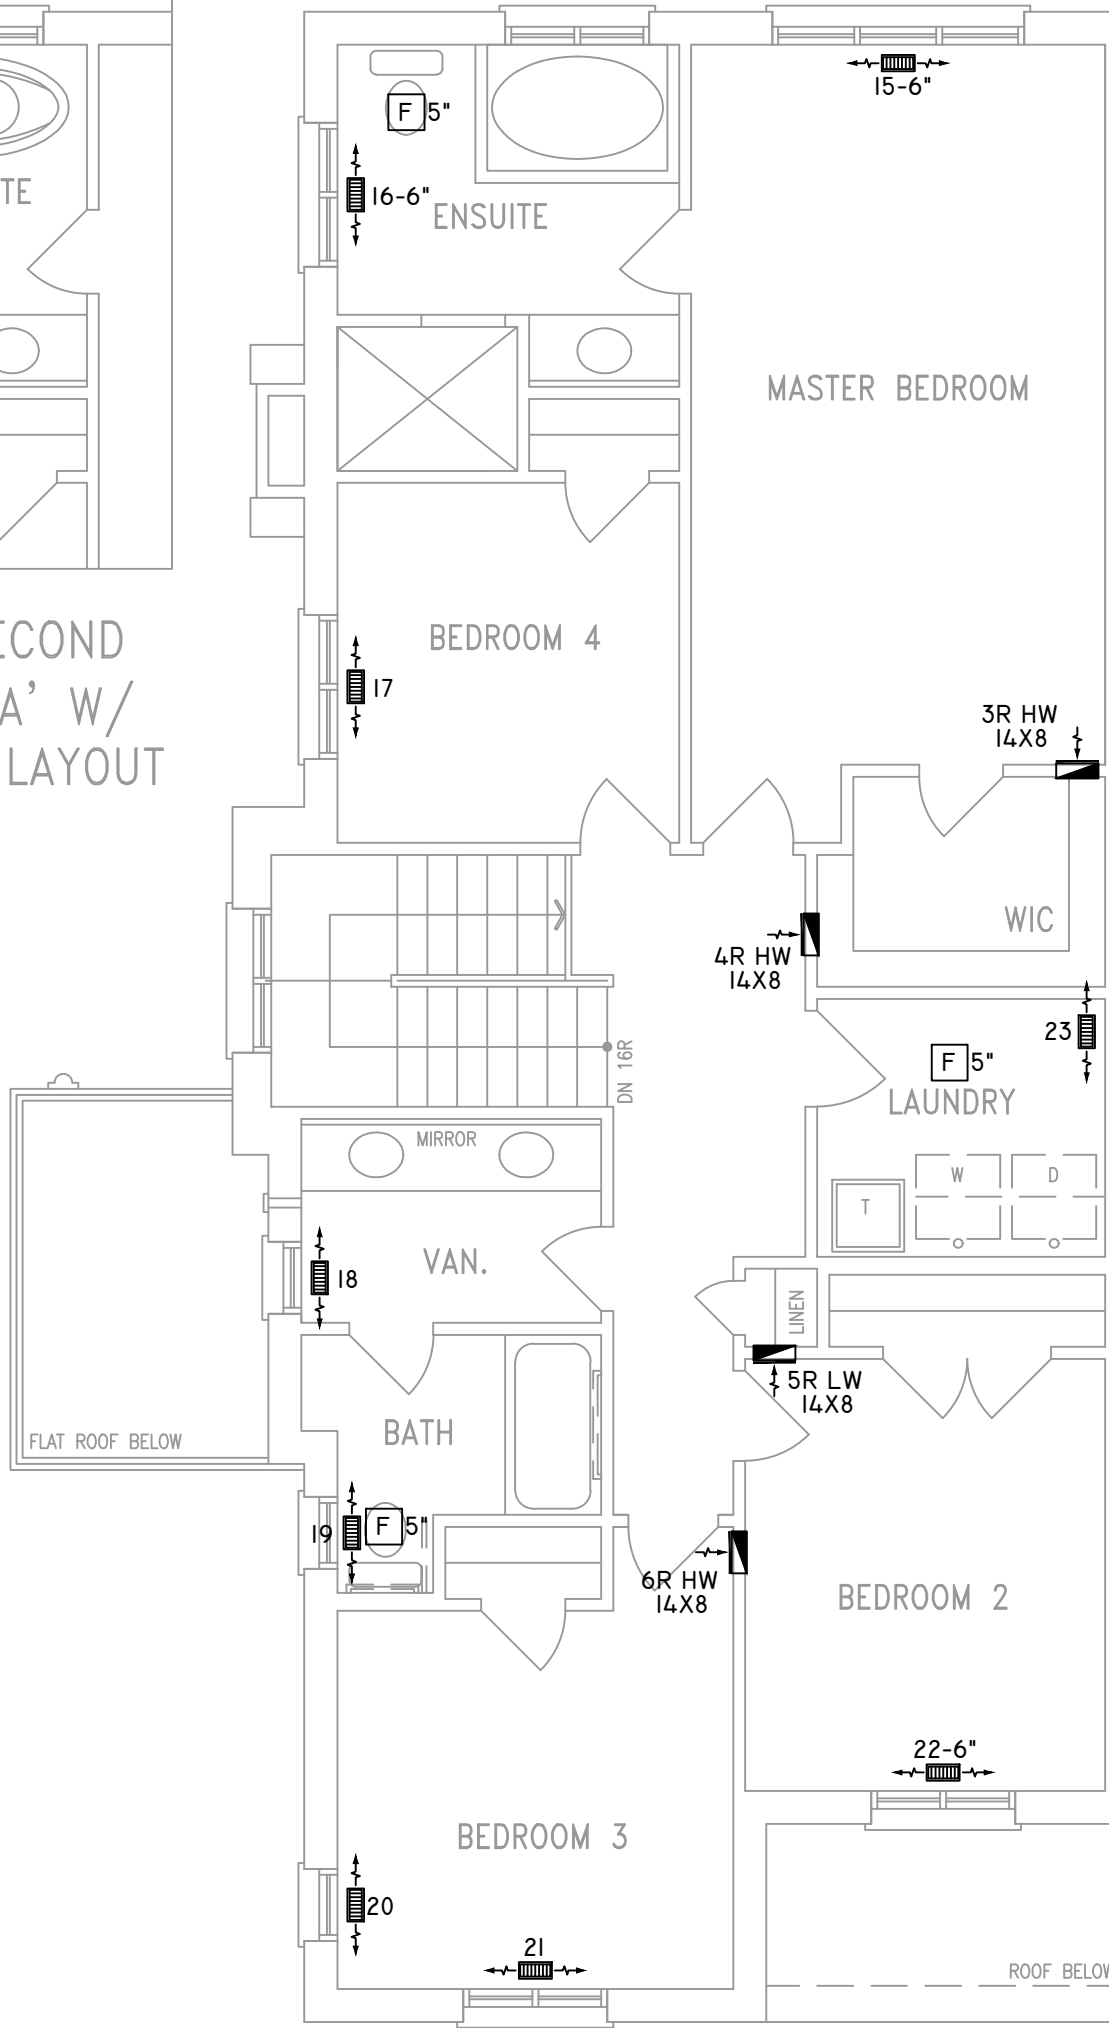 15-6"
F 5"
TE
16-6"
ENSUITE
MASTER BEDROOM
ECOND
A' W/
LAYOUT
BEDROOM 4
17
3R HW
14X8
WIC
4R HW
14X8
23
F 5"
LAUNDRY
DN 16R
MIRROR
W
D
T
VAN.
18
LINEN
5R LW
14X8
BATH
FLAT ROOF BELOW
19
F 5"
6R HW
14X8
BEDROOM 2
22-6"
BEDROOM 3
20
21
ROOF BELOW